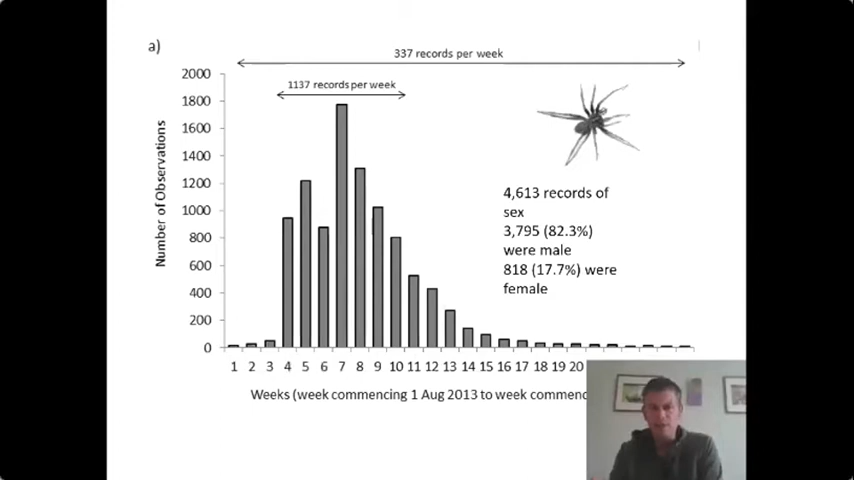 a)
337 records per week
1137 records per week
2000
1800
1600
1400
1200
1000
800
600
400
200
0
Number of Observations
4,613 records of
sex
3,795 (82.3%)
were male
818 (17.7%) were
female
1 2 3 4 5 6 7 8 9 10 11 12 13 14 15 16 17 18 19 20
Weeks (week commencing 1 Aug 2013 to week commenc